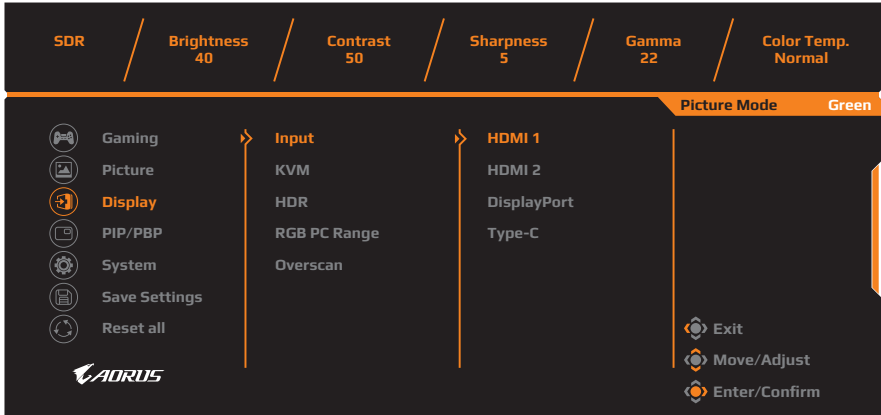 SDR Brightness Contrast Sharpness Gamma Color Temp.
40 50 5 22 Normal
Picture Mode Green
Gaming Input HDMI 1
Picture KVM HDMI 2
Display HDR DisplayPort
PIP/PBP RGB PC Range Type-C
System Overscan
Save Settings
Reset all Exit
AORUS Move/Adjust
Enter/Confirm